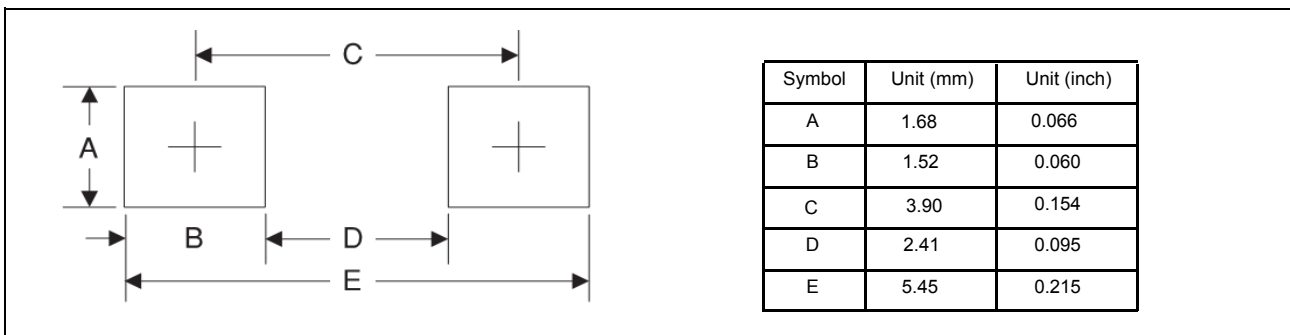 C
A
B
D
E
Symbol Unit (mm) Unit (inch)
A 1.68 0.066
B 1.52 0.060
C 3.90 0.154
D 2.41 0.095
E 5.45 0.215